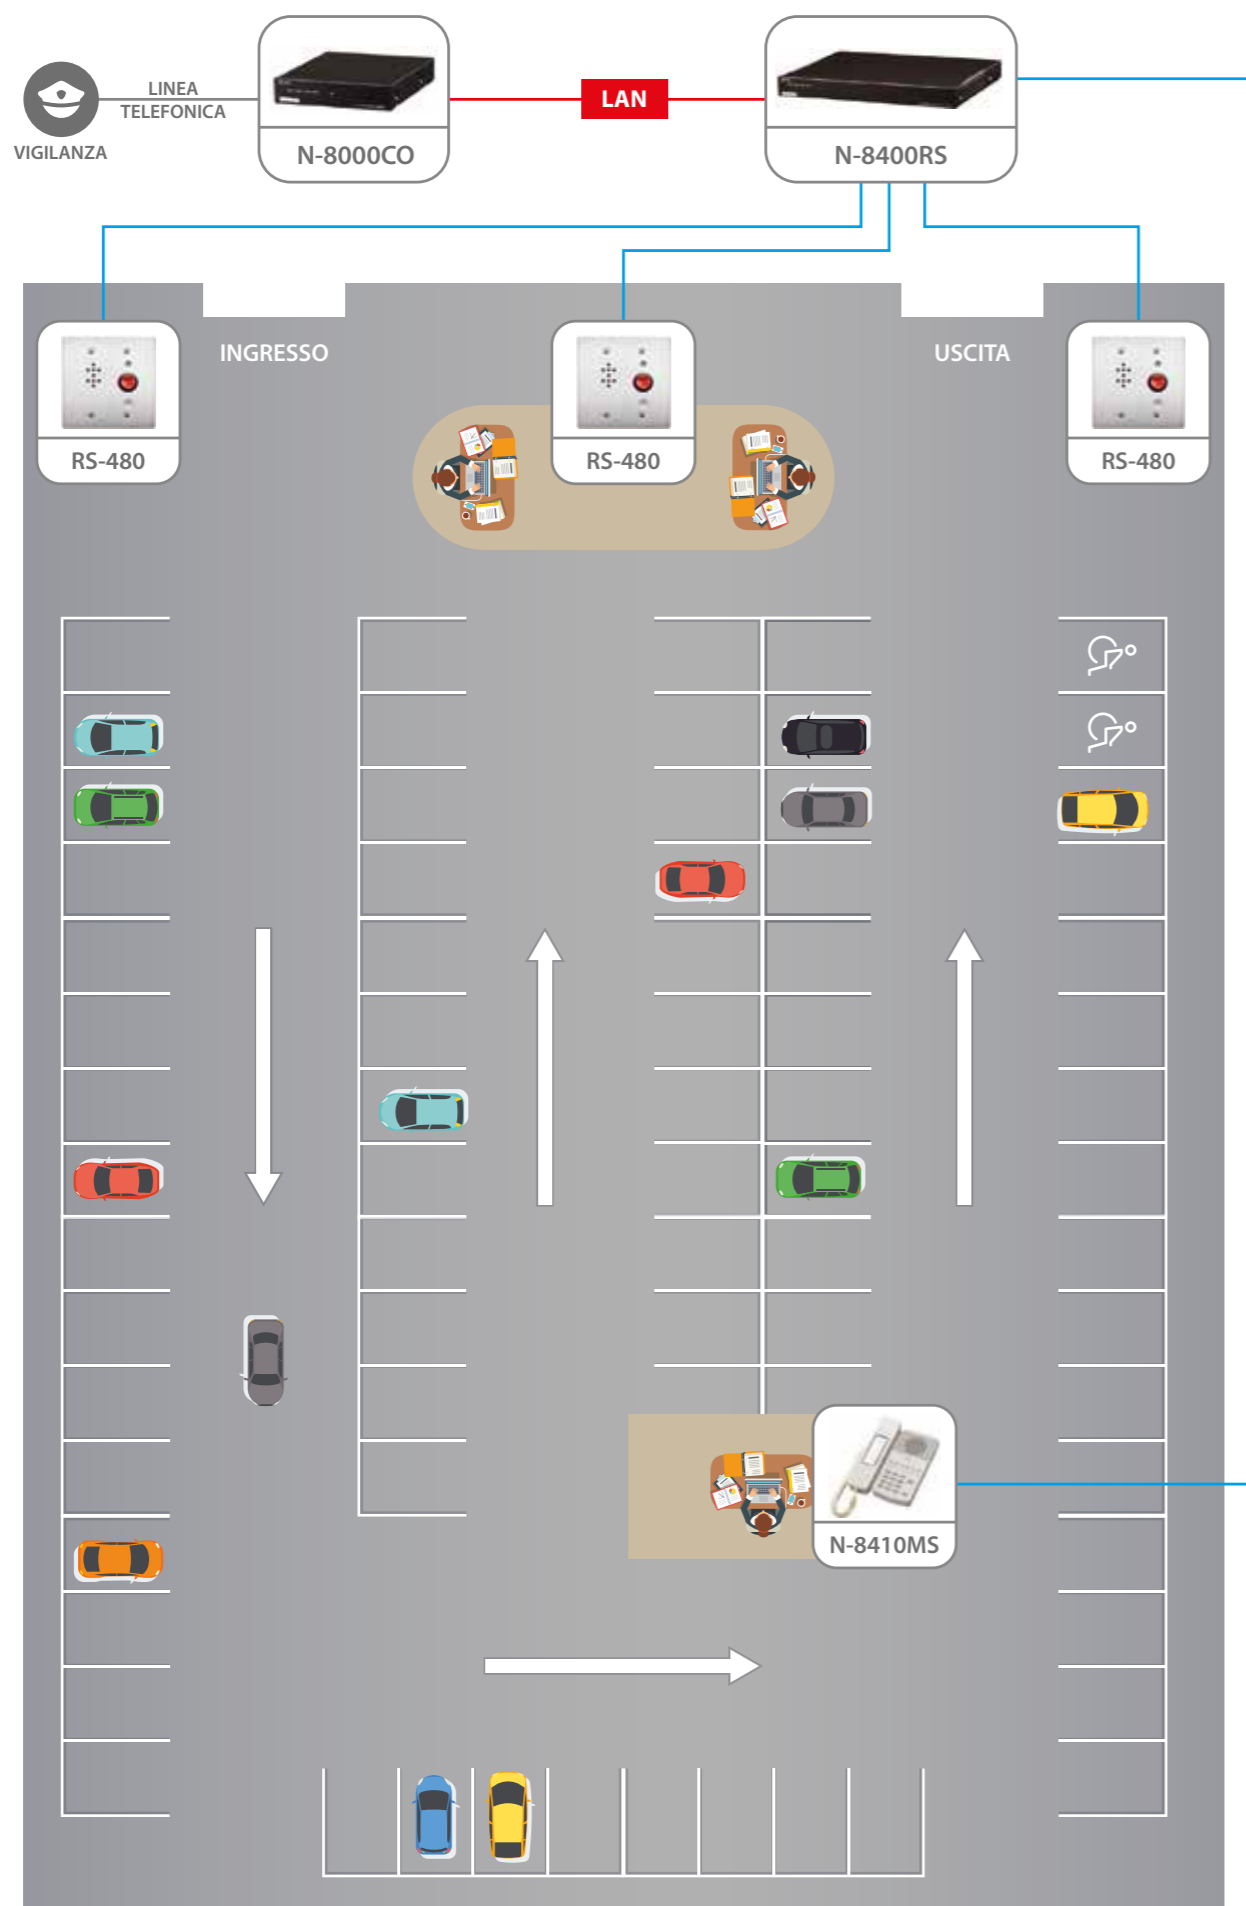 LINEA
TELEFONICA
VIGILANZA
N-8000CO
LAN
N-8400RS
INGRESSO
USCITA
RS-480
RS-480
RS-480
N-8410MS